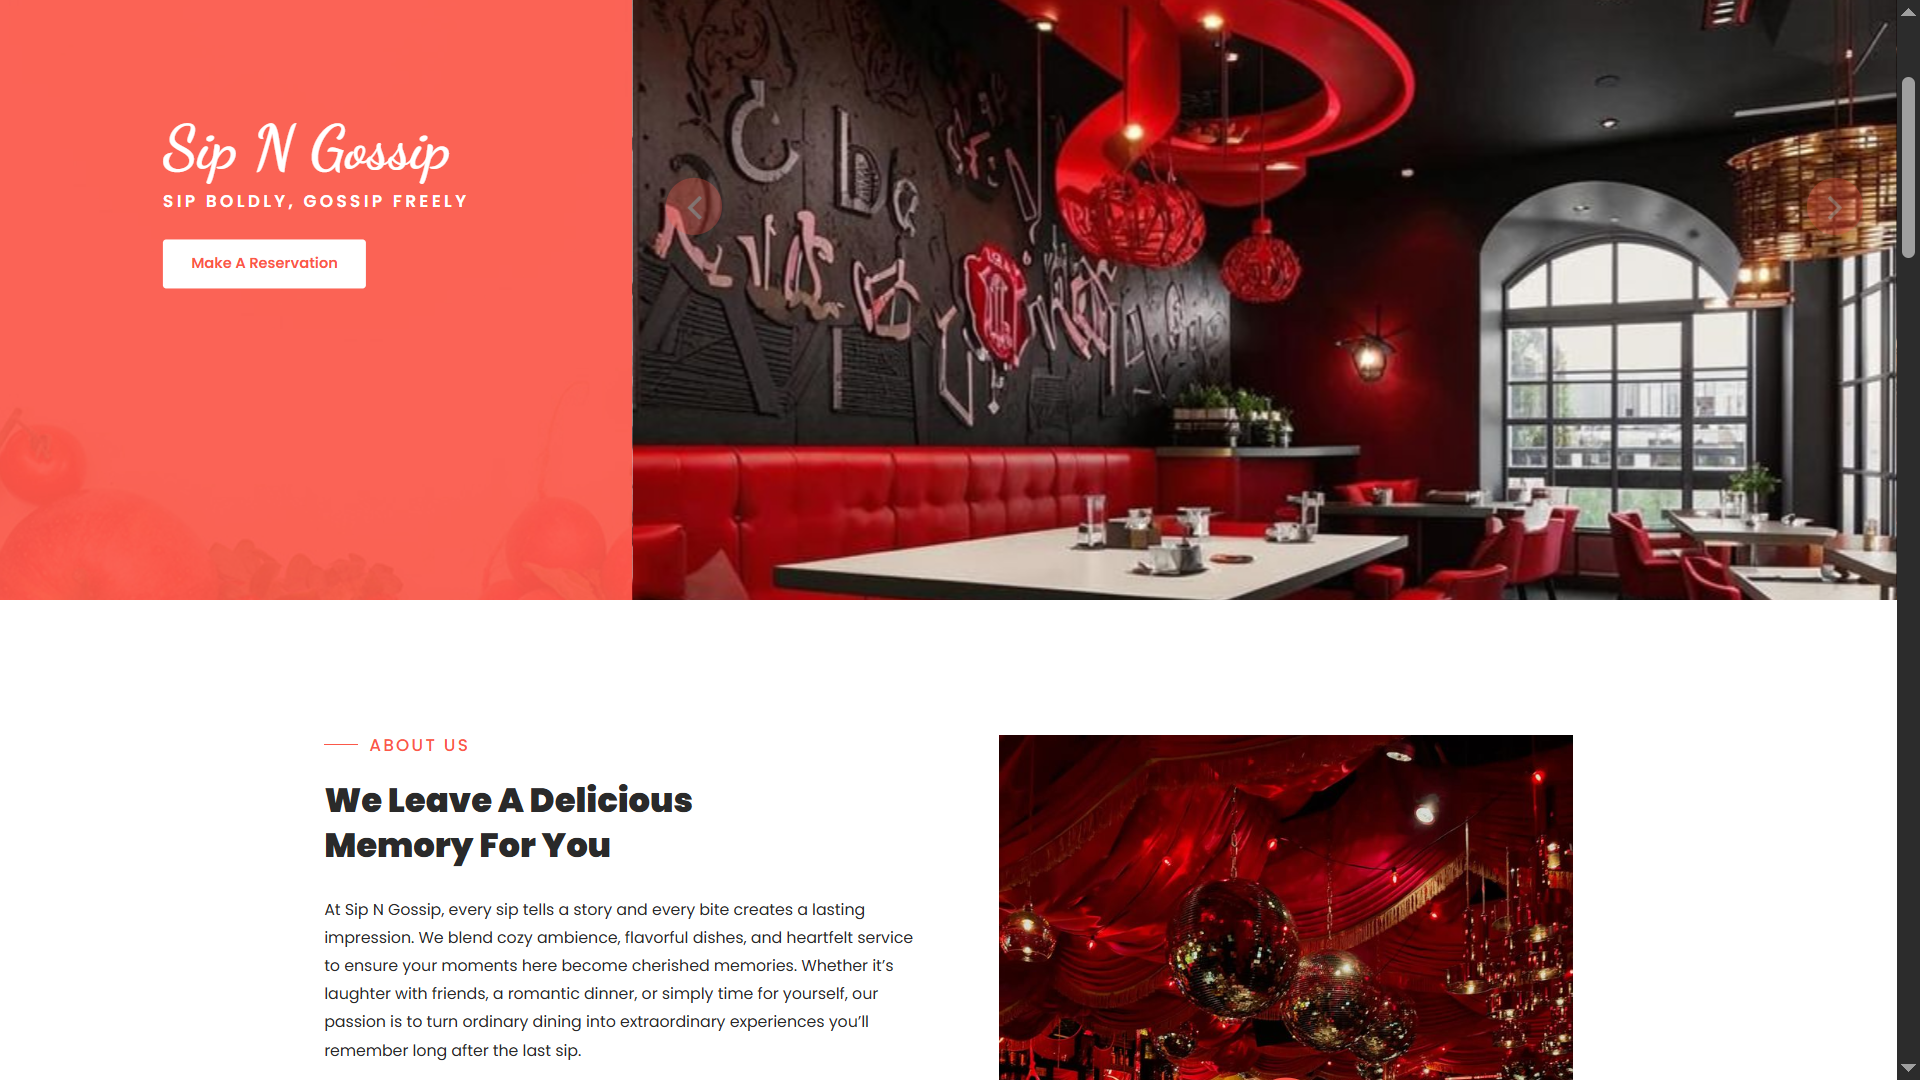 Sip N Gossip
SIP BOLDLY, GOSSIP FREELY
Make A Reservation
ABOUT US
We Leave A Delicious
Memory For You
At Sip N Gossip, every sip tells a story and every bite creates a lasting
impression. We blend cozy ambience, flavorful dishes, and heartfelt service
to ensure your moments here become cherished memories. Whether it’s
laughter with friends, a romantic dinner, or simply time for yourself, our
passion is to turn ordinary dining into extraordinary experiences you’ll
remember long after the last sip.